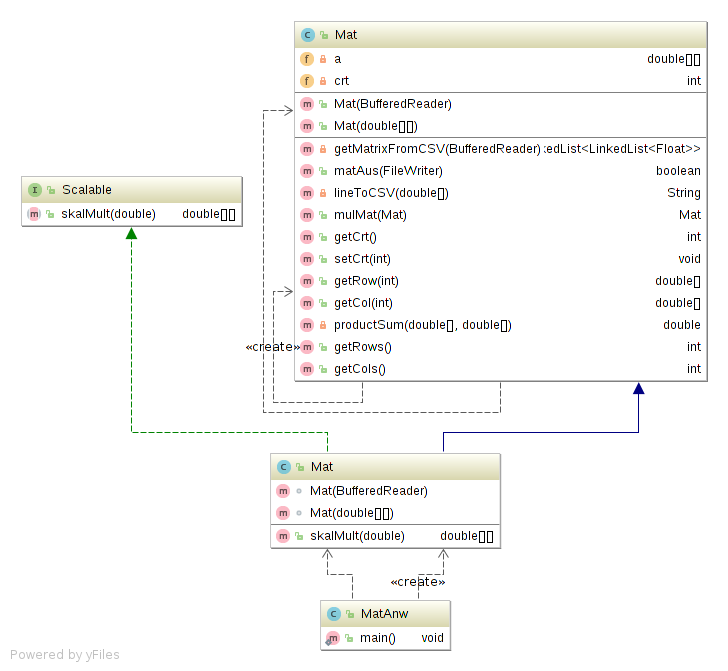 Mat
a double[][]
crt int
Mat(BufferedReader)
Mat(double[][])
getMatrixFromCSV(BufferedReader) :edList<LinkedList<Float>>
matAus(FileWriter) boolean
lineToCSV(double[]) String
mulMat(Mat) Mat
getCrt() int
setCrt(int) void
getRow(int) double[]
getCol(int) double[]
productSum(double[], double[]) double
getRows() int
getCols() int
«create»
Scalable
skalMult(double) double[][]
Mat
Mat(BufferedReader)
Mat(double[][])
skalMult(double) double[][]
«create»
MatAnw
main() void
Powered by yFiles